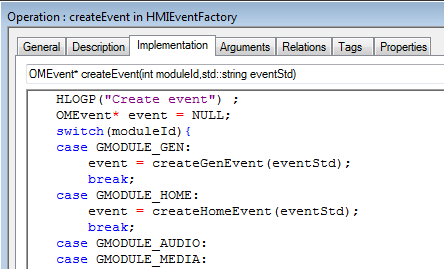 Operation : createEvent in HMIEventFactory
General Description Implementation Arguments Relations Tags Properties
OMEvent* createEvent(int moduleId,std::string eventStd)
HLOGP("Create event") ;
OMEvent* event = NULL;
switch(moduleId){
case GMODULE_GEN:
event = createGenEvent(eventStd);
break;
case GMODULE_HOME:
event = createHomeEvent(eventStd);
break;
case GMODULE_AUDIO:
case GMODULE_MEDIA: